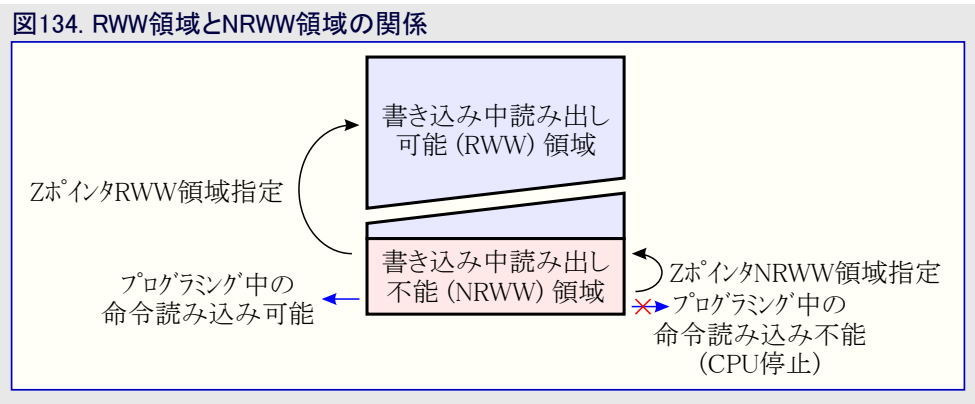 図134. RWW領域とNRWW領域の関係
書き込み中読み出し
可能 (RWW) 領域
ZﾎﾟｲﾝﾀRWW領域指定
書き込み中読み出し
不能 (NRWW) 領域
ﾌﾟﾛｸﾞﾗﾐﾝｸﾞ中の
命令読み込み可能
ZﾎﾟｲﾝﾀNRWW領域指定
ﾌﾟﾛｸﾞﾗﾐﾝｸﾞ中の
命令読み込み不能
(CPU停止)